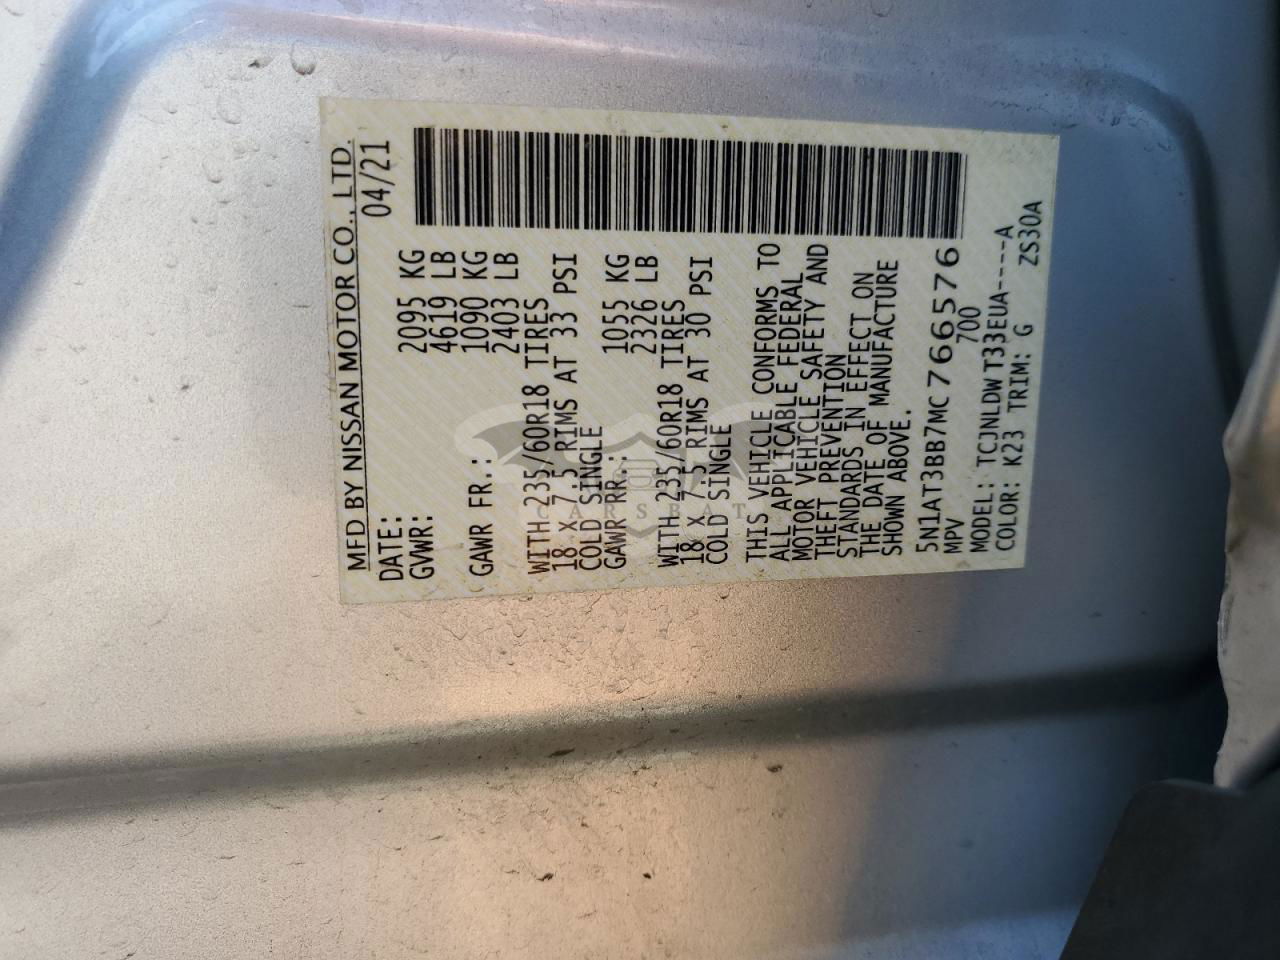 MFD BY NISSAN MOTOR CO., LTD.
DATE: 04/21
GVWR: 2095 KG
4619 LB
GAWR FR.: 1090 KG
2403 LB
WITH 235/60R18 TIRES
18 X 7.5 RIMS AT 33 PSI
COLD SINGLE
GAWR RR.: 1055 KG
2326 LB
WITH 235/60R18 TIRES
18 X 7.5 RIMS AT 30 PSI
COLD SINGLE
THIS VEHICLE CONFORMS TO
ALL APPLICABLE FEDERAL
MOTOR VEHICLE SAFETY AND
THEFT PREVENTION
STANDARDS IN EFFECT ON
THE DATE OF MANUFACTURE
SHOWN ABOVE.
5N1AT3BB7MC766576
MPV 700
MODEL: TCJNLDW T33EUA----A
COLOR: K23 TRIM: G ZS30A
CARSBAT